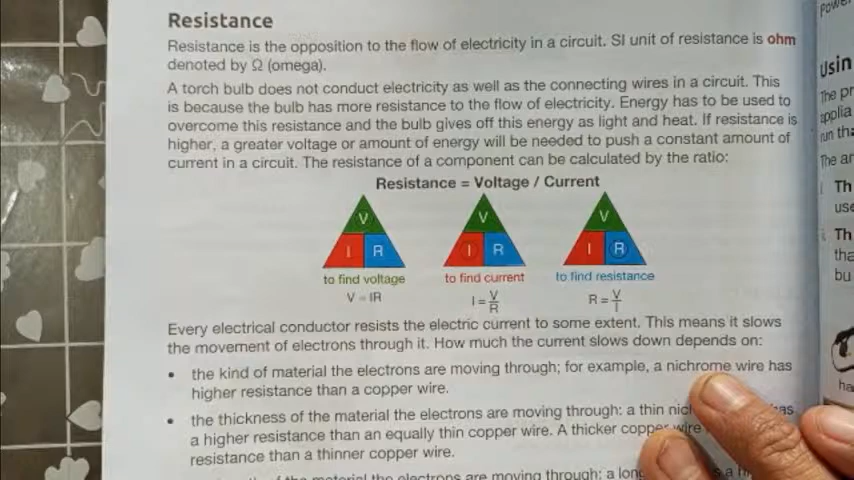 Resistance
Resistance is the opposition to the flow of electricity in a circuit. SI unit of resistance is ohm
denoted by Ω (omega).
A torch bulb does not conduct electricity as well as the connecting wires in a circuit. This
is because the bulb has more resistance to the flow of electricity. Energy has to be used to
overcome this resistance and the bulb gives off this energy as light and heat. If resistance is
higher, a greater voltage or amount of energy will be needed to push a constant amount of
current in a circuit. The resistance of a component can be calculated by the ratio:
Resistance = Voltage / Current
V V V
I R I R I R
to find voltage to find current to find resistance
V = IR I = V/R R = V/I
Every electrical conductor resists the electric current to some extent. This means it slows
the movement of electrons through it. How much the current slows down depends on:
• the kind of material the electrons are moving through; for example, a nichrome wire has
higher resistance than a copper wire.
• the thickness of the material the electrons are moving through: a thin has
a higher resistance than an equally thin copper wire. A thicker copper wire
resistance than a thinner copper wire.
of the material the electrons are moving through: a
Usin
The
run
The
Th
Th